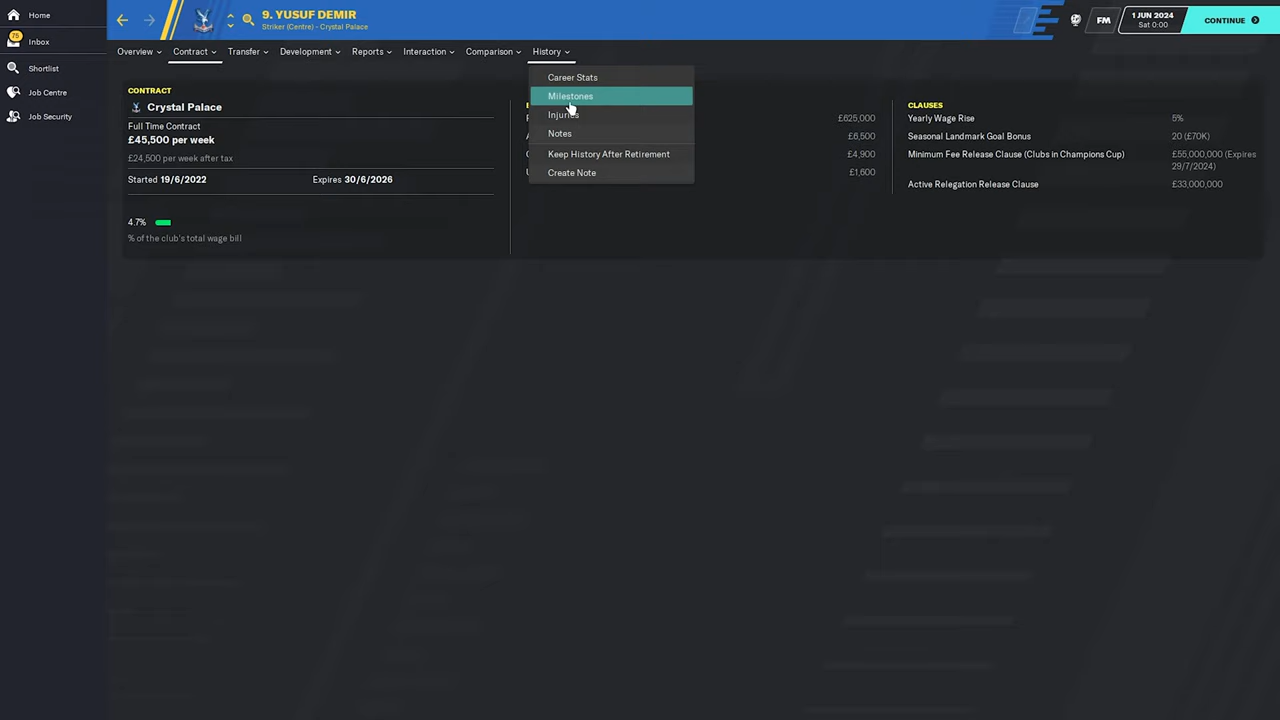 Home
75
Inbox
Shortlist
Job Centre
Job Security
9. YUSUF DEMIR
Striker (Centre) - Crystal Palace
FM
1 JUN 2024
Sat 0:00
CONTINUE
Overview
Contract
Transfer
Development
Reports
Interaction
Comparison
History
Career Stats
Milestones
Injuries
Notes
Keep History After Retirement
Create Note
CONTRACT
Crystal Palace
Full Time Contract
£45,500 per week
£24,500 per week after tax
Started 19/6/2022
Expires 30/6/2026
4.7%
% of the club's total wage bill
£625,000
£6,500
£4,900
£1,600
CLAUSES
Yearly Wage Rise 5%
Seasonal Landmark Goal Bonus 20 (£70K)
Minimum Fee Release Clause (Clubs in Champions Cup) £55,000,000 (Expires
29/7/2024)
Active Relegation Release Clause £33,000,000